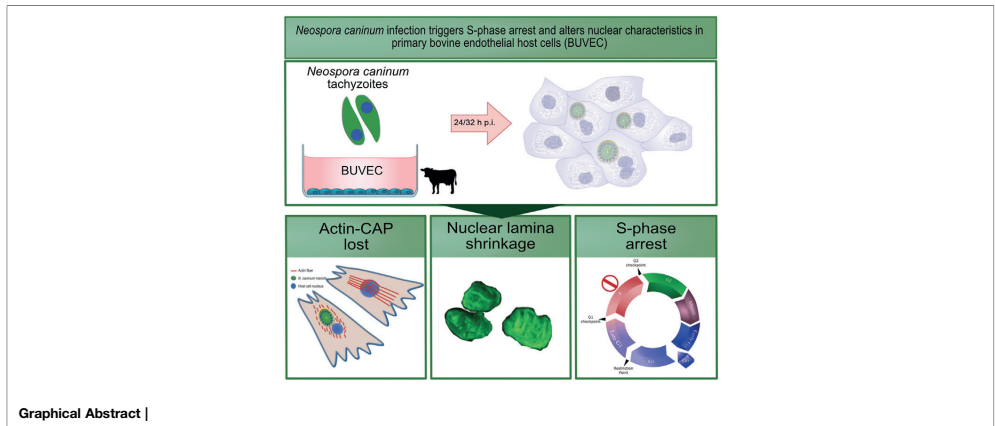 Neospora caninum infection triggers S-phase arrest and alters nuclear characteristics in
primary bovine endothelial host cells (BUVEC)
Neospora caninum
tachyzoites
24/32 h p.i.
BUVEC
Actin-CAP
lost
Actin fiber
Host cell nucleus
Nuclear lamina
shrinkage
S-phase
arrest
G2
checkpoint
G1
checkpoint
Restriction
Point
Graphical Abstract |